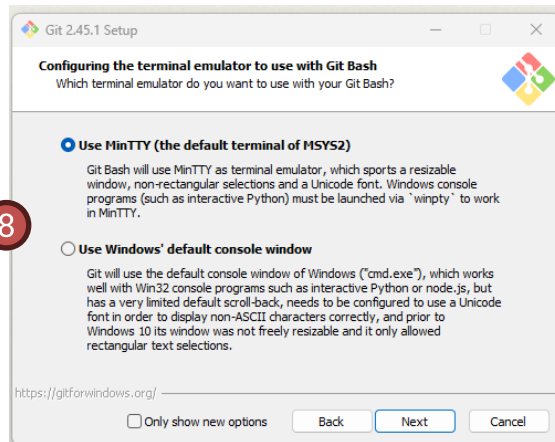 Git 2.45.1 Setup
Configuring the terminal emulator to use with Git Bash
Which terminal emulator do you want to use with your Git Bash?
Use MinTTY (the default terminal of MSYS2)
Git Bash will use MinTTY as terminal emulator, which sports a resizable
window, non-rectangular selections and a Unicode font. Windows console
programs (such as interactive Python) must be launched via `winpty` to work
in MinTTY.
8
Use Windows' default console window
Git will use the default console window of Windows ("cmd.exe"), which works
well with Win32 console programs such as interactive Python or node.js, but
has a very limited default scroll-back, needs to be configured to use a Unicode
font in order to display non-ASCII characters correctly, and prior to
Windows 10 its window was not freely resizable and it only allowed
rectangular text selections.
https://gitforwindows.org/
Only show new options Back Next Cancel